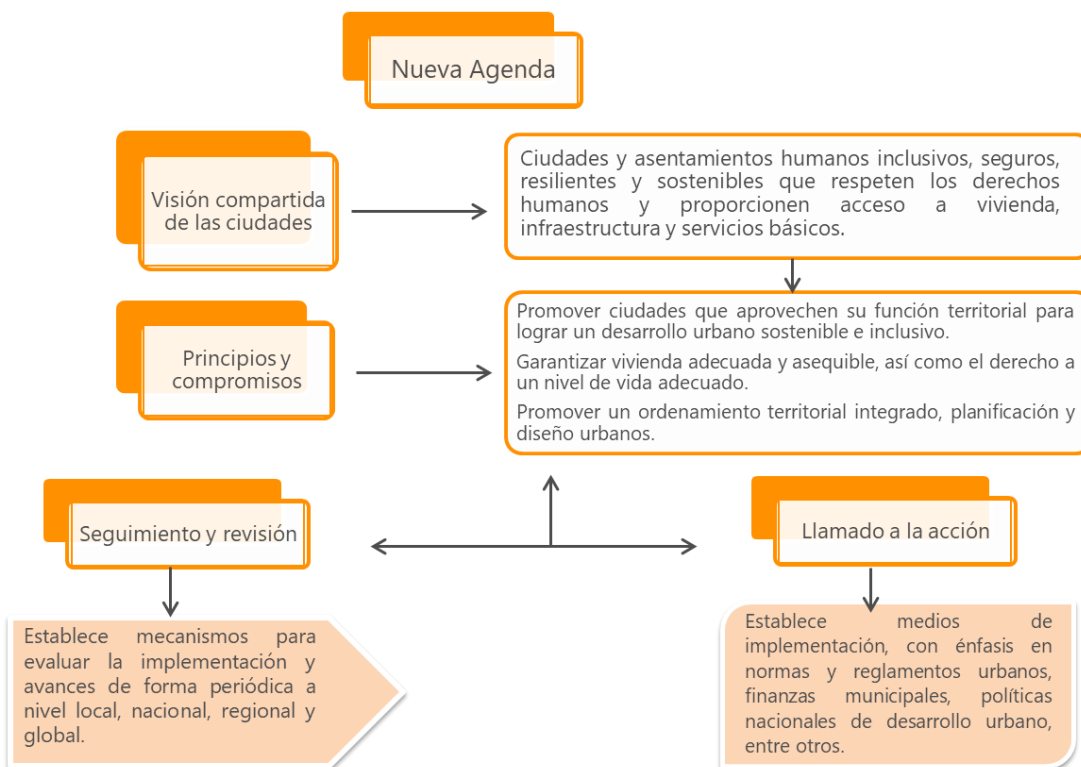 Nueva Agenda
Visión compartida
de las ciudades
Ciudades y asentamientos humanos inclusivos, seguros,
resilientes y sostenibles que respeten los derechos
humanos y proporcionen acceso a vivienda,
infraestructura y servicios básicos.
Principios y
compromisos
Promover ciudades que aprovechen su función territorial para
lograr un desarrollo urbano sostenible e inclusivo.
Garantizar vivienda adecuada y asequible, así como el derecho a
un nivel de vida adecuado.
Promover un ordenamiento territorial integrado, planificación y
diseño urbanos.
Seguimiento y revisión
Establece mecanismos para
evaluar la implementación y
avances de forma periódica a
nivel local, nacional, regional y
global.
Llamado a la acción
Establece medios de
implementación, con énfasis en
normas y reglamentos urbanos,
finanzas municipales, políticas
nacionales de desarrollo urbano,
entre otros.